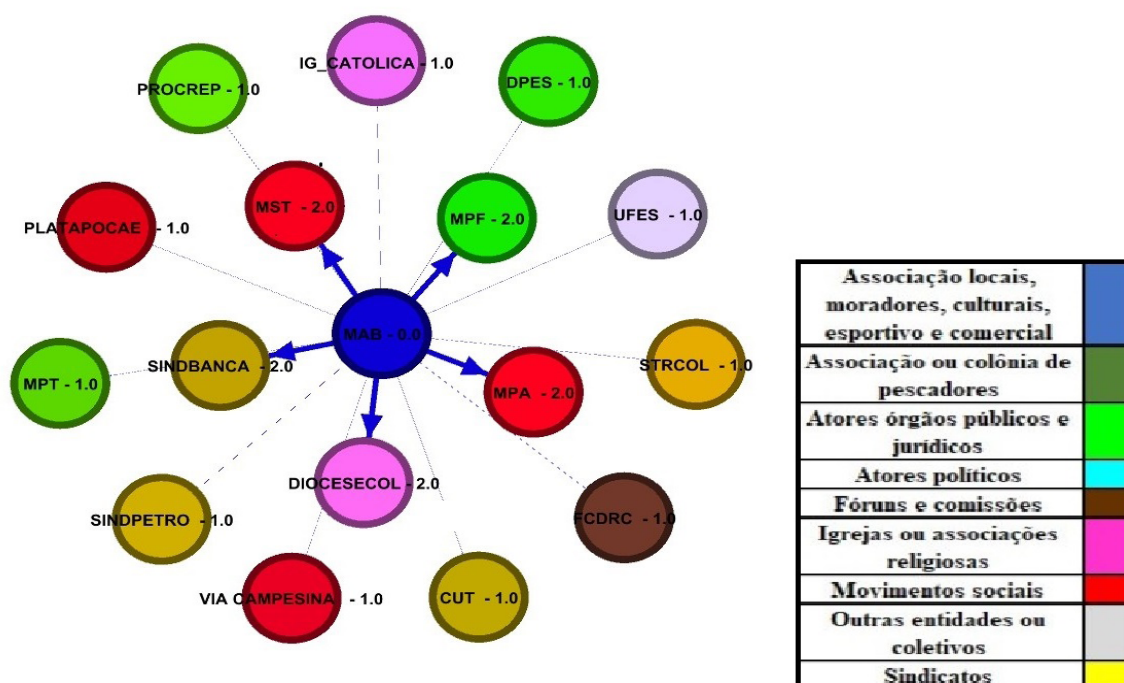 IG_CATOLICA - 1.0
DPES - 1.0
PROCREP - 1.0
MST - 2.0
MPF - 2.0
UFES - 1.0
PLATAPOCAE - 1.0
MAB - 0.0
SINDBANCA - 2.0
STRCOL - 1.0
MPT - 1.0
MPA - 2.0
DIOCESECOL - 2.0
SINDPETRO - 1.0
FCDRC - 1.0
VIA CAMPESINA - 1.0
CUT - 1.0
Associação locais,
moradores, culturais,
esportivo e comercial
Associação ou colônia de
pescadores
Atores órgãos públicos e
jurídicos
Atores políticos
Fóruns e comissões
Igrejas ou associações
religiosas
Movimentos sociais
Outras entidades ou
coletivos
Sindicatos